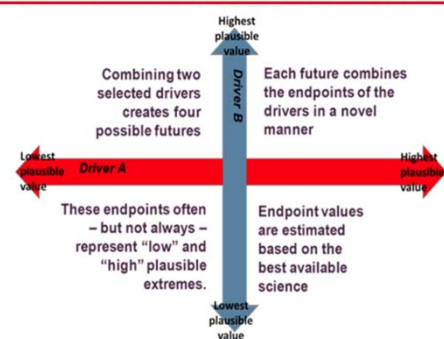 Highest
plausible
value
Combining two
selected drivers
creates four
possible futures
Driver B
Each future combines
the endpoints of the
drivers in a novel
manner
Lowest
plausible
value
Driver A
Highest
plausible
value
These endpoints often
– but not always –
represent “low” and
“high” plausible
extremes.
Endpoint values
are estimated
based on the
best available
science
Lowest
plausible
value